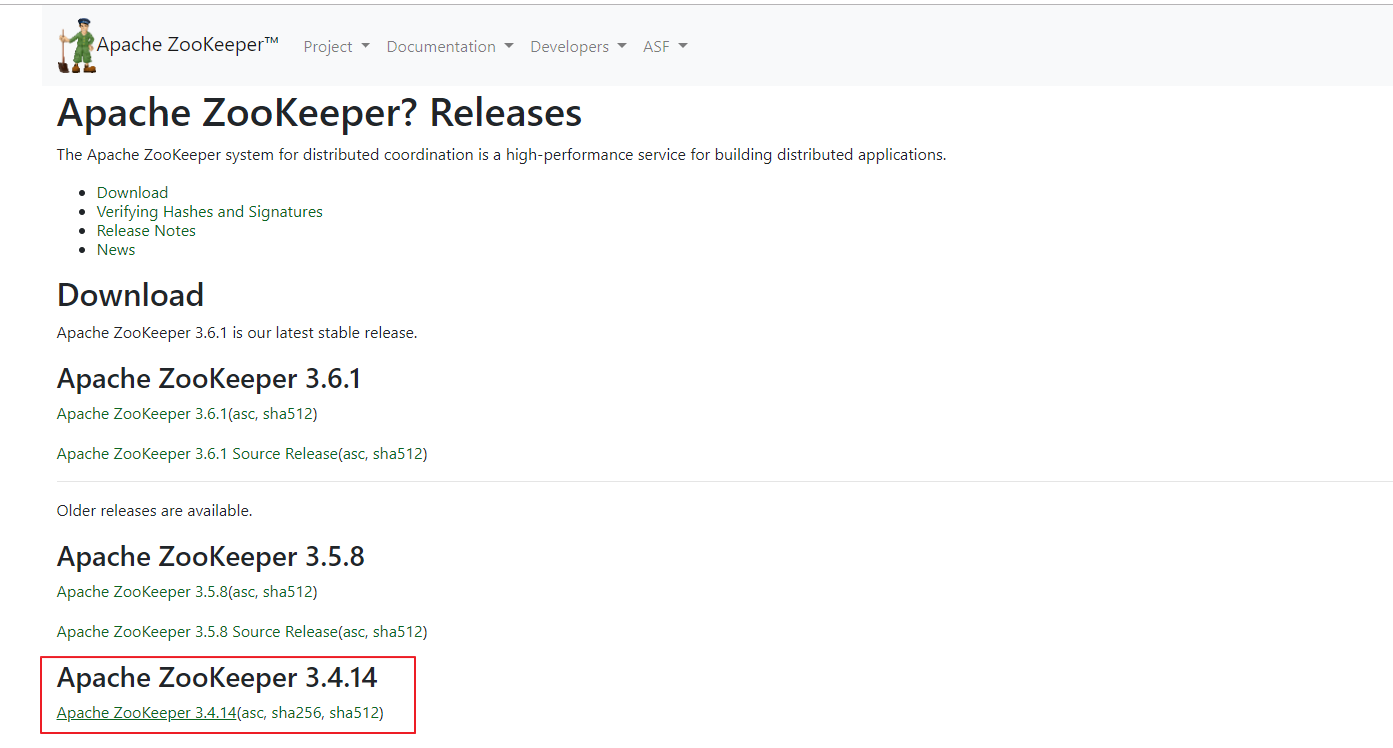 Apache ZooKeeper™ Project Documentation Developers ASF
Apache ZooKeeper? Releases
The Apache ZooKeeper system for distributed coordination is a high-performance service for building distributed applications.
Download
Verifying Hashes and Signatures
Release Notes
News
Download
Apache ZooKeeper 3.6.1 is our latest stable release.
Apache ZooKeeper 3.6.1
Apache ZooKeeper 3.6.1(asc, sha512)
Apache ZooKeeper 3.6.1 Source Release(asc, sha512)
Older releases are available.
Apache ZooKeeper 3.5.8
Apache ZooKeeper 3.5.8(asc, sha512)
Apache ZooKeeper 3.5.8 Source Release(asc, sha512)
Apache ZooKeeper 3.4.14
Apache ZooKeeper 3.4.14(asc, sha256, sha512)